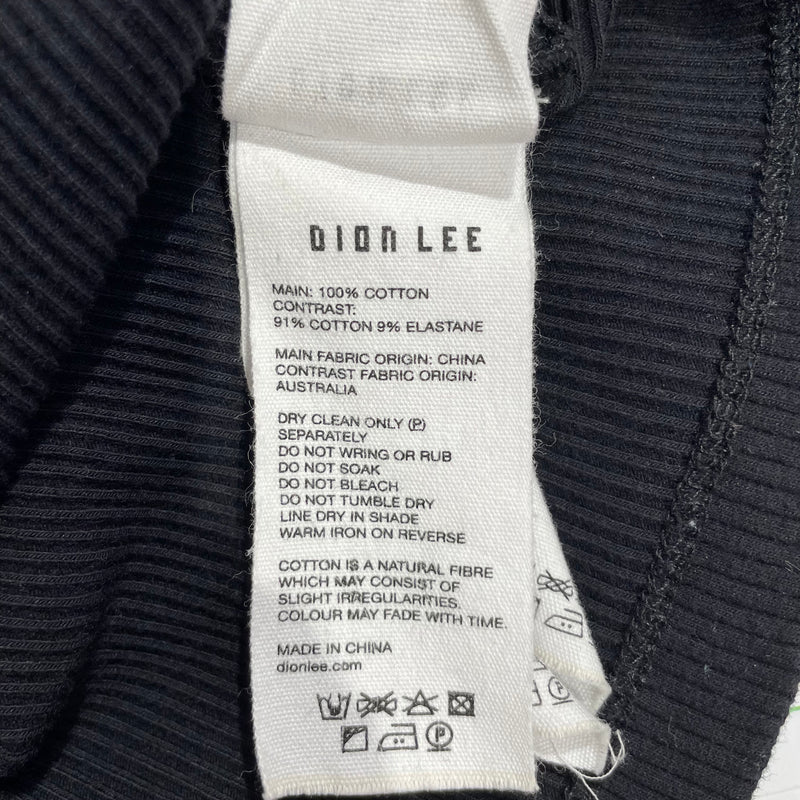 DION LEE
MAIN: 100% COTTON
CONTRAST:
91% COTTON 9% ELASTANE
MAIN FABRIC ORIGIN: CHINA
CONTRAST FABRIC ORIGIN:
AUSTRALIA
DRY CLEAN ONLY (P)
SEPARATELY
DO NOT WRING OR RUB
DO NOT SOAK
DO NOT BLEACH
DO NOT TUMBLE DRY
LINE DRY IN SHADE
WARM IRON ON REVERSE
COTTON IS A NATURAL FIBRE
WHICH MAY CONSIST OF
SLIGHT IRREGULARITIES.
COLOUR MAY FADE WITH TIME.
MADE IN CHINA
dionlee.com
P